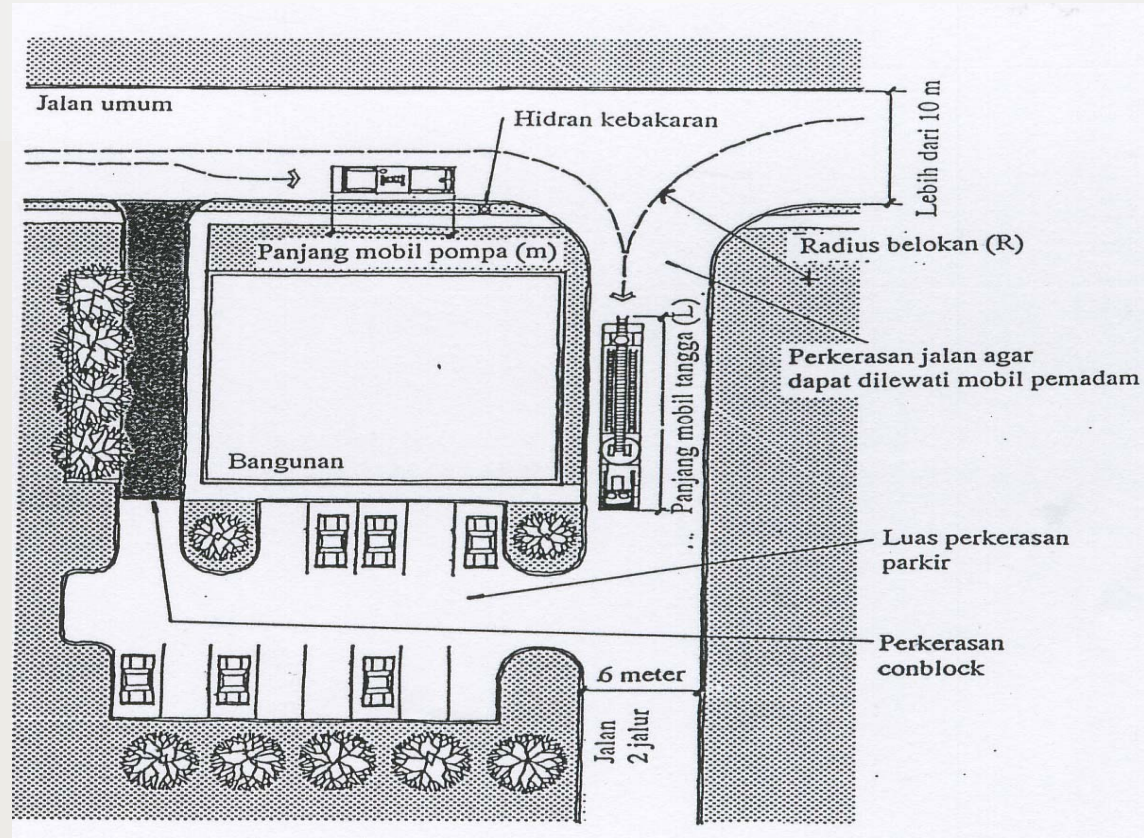 Jalan umum
Hidran kebakaran
Lebih dari 10 m
Panjang mobil pompa (m)
Radius belokan (R)
Panjang mobil tangga (L)
Perkerasan jalan agar
dapat dilewati mobil pemadam
Bangunan
Luas perkerasan
parkir
Perkerasan
conblock
6 meter
Jalan
2 jalur